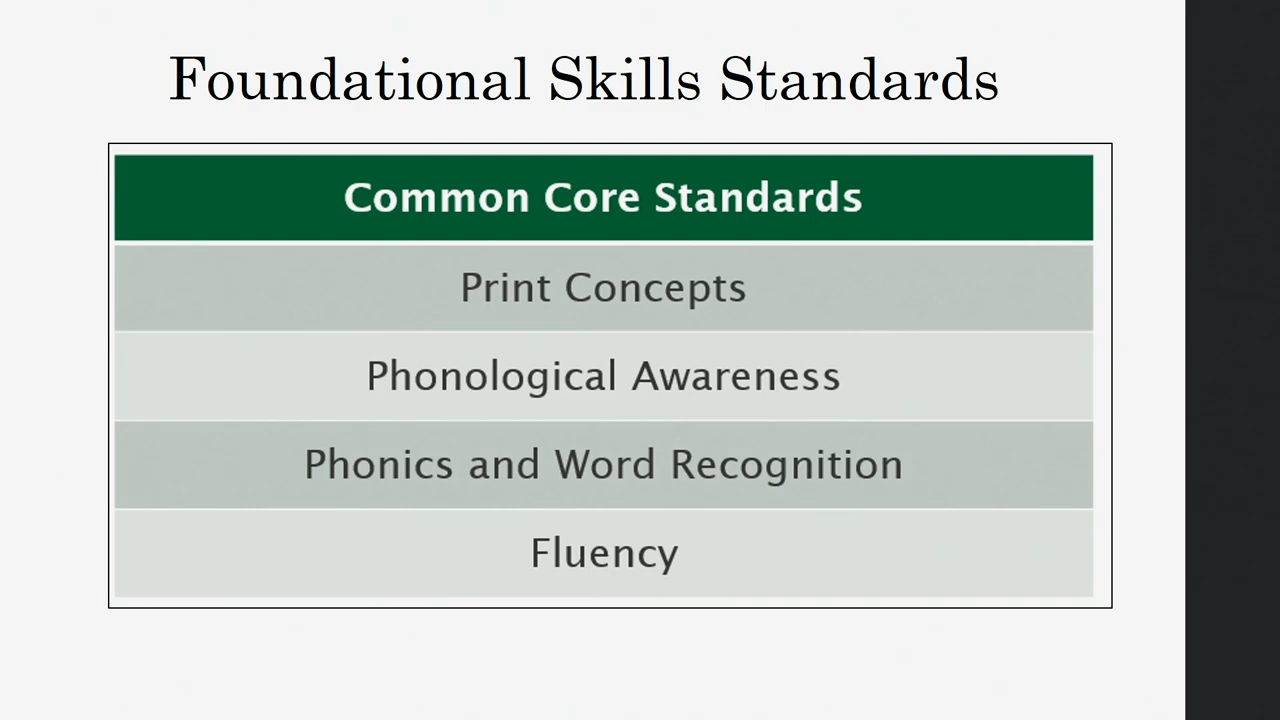 Foundational Skills Standards
Common Core Standards
Print Concepts
Phonological Awareness
Phonics and Word Recognition
Fluency